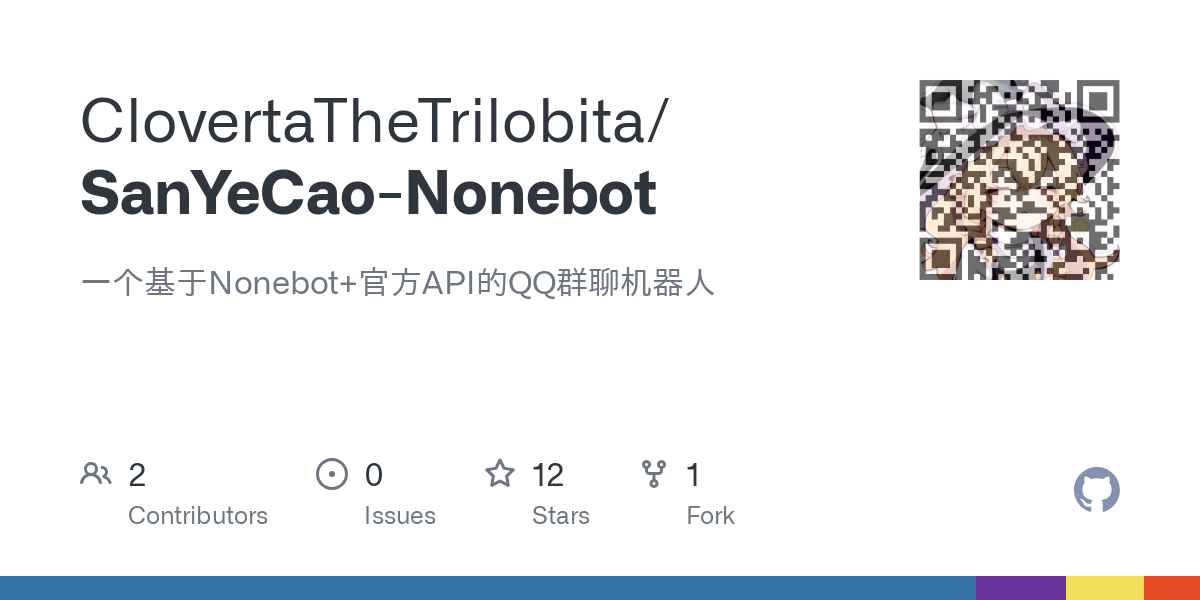 ClovertaTheTrilobita/
SanYeCao-Nonebot
一个基于Nonebot+官方API的QQ群聊机器人
2 0 12 1
Contributors Issues Stars Fork